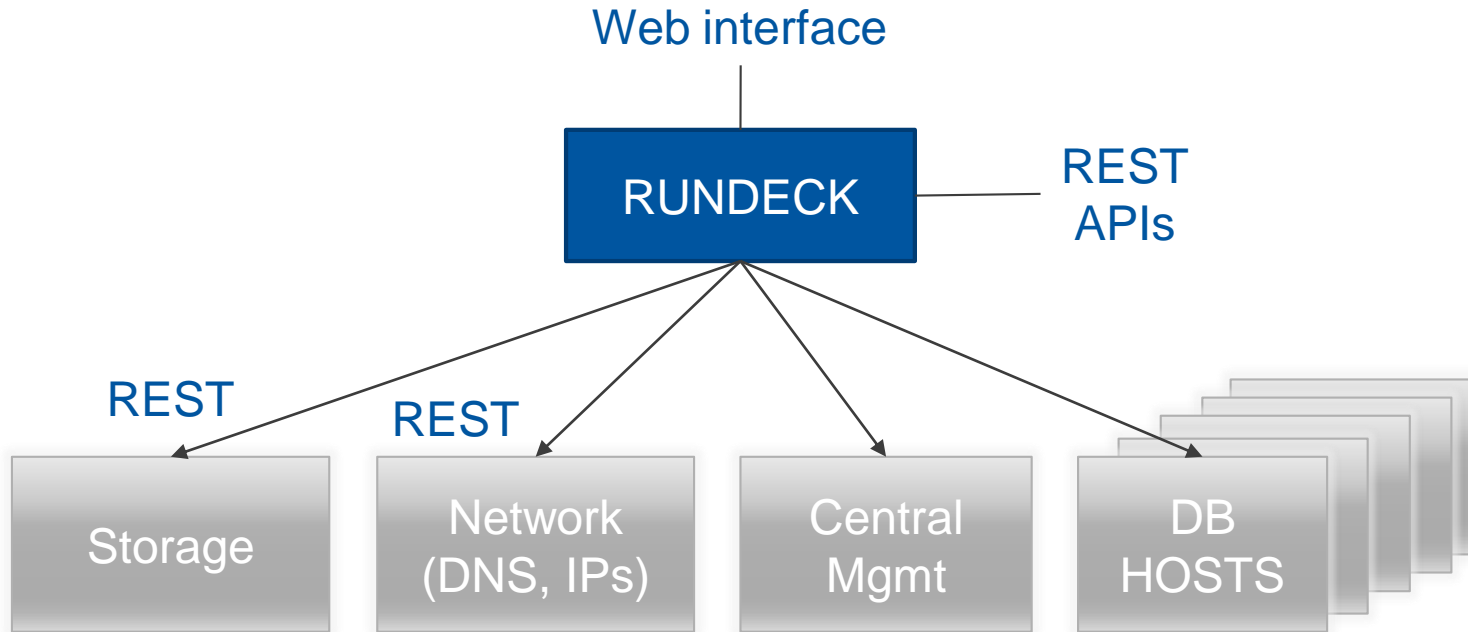 Web interface
RUNDECK
REST
APIs
REST
REST
Storage
Network
(DNS, IPs)
Central
Mgmt
DB
HOSTS